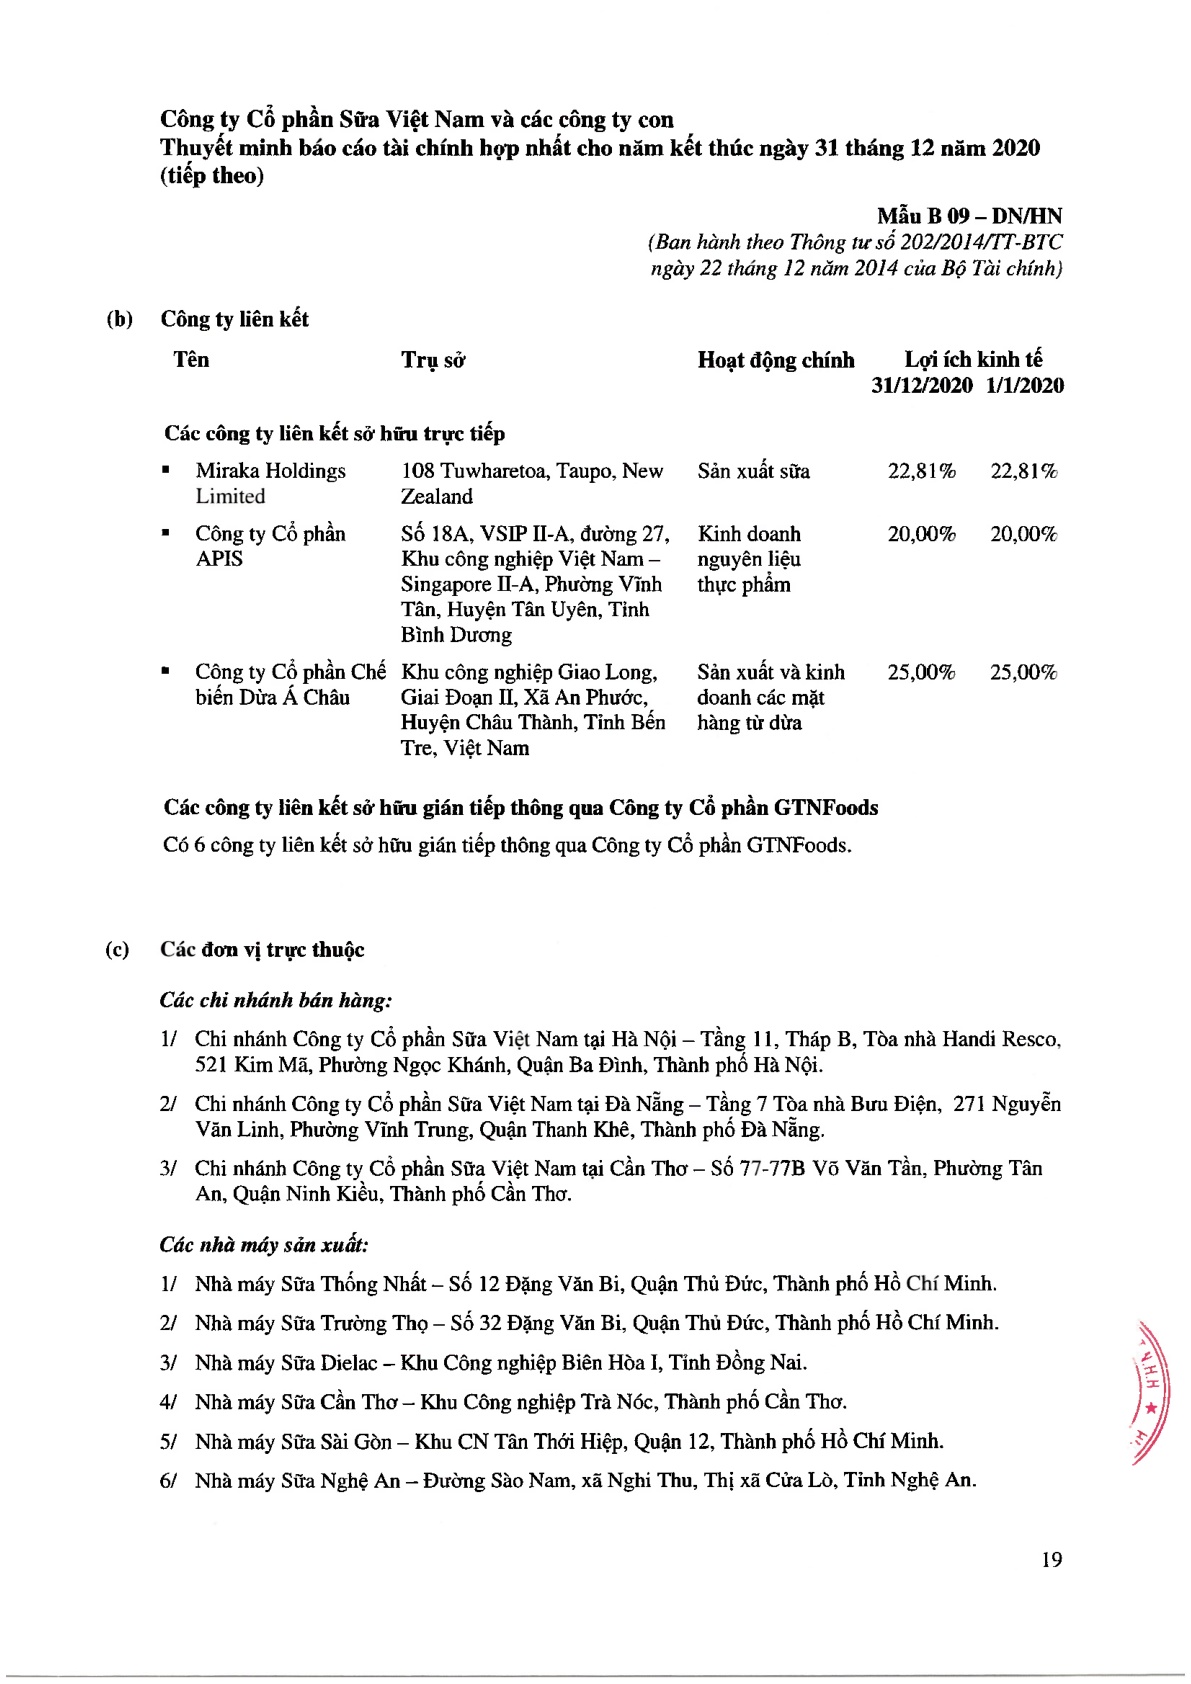 Công ty Cổ phần Sữa Việt Nam và các công ty con
Thuyết minh báo cáo tài chính hợp nhất cho năm kết thúc ngày 31 tháng 12 năm 2020
(tiếp theo)
Mẫu B 09 – DN/HN
(Ban hành theo Thông tư số 202/2014/TT-BTC
ngày 22 tháng 12 năm 2014 của Bộ Tài chính)
(b) Công ty liên kết
Tên Trụ sở Hoạt động chính Lợi ích kinh tế
31/12/2020 1/1/2020
Các công ty liên kết sở hữu trực tiếp
▪ Miraka Holdings 108 Tuwharetoa, Taupo, New Sản xuất sữa 22,81% 22,81%
Limited Zealand
▪ Công ty Cổ phần Số 18A, VSIP II-A, đường 27, Kinh doanh 20,00% 20,00%
APIS Khu công nghiệp Việt Nam – nguyên liệu
Singapore II-A, Phường Vĩnh thực phẩm
Tân, Huyện Tân Uyên, Tỉnh
Bình Dương
▪ Công ty Cổ phần Chế Khu công nghiệp Giao Long, Sản xuất và kinh 25,00% 25,00%
biến Dừa Á Châu Giai Đoạn II, Xã An Phước, doanh các mặt
Huyện Châu Thành, Tỉnh Bến hàng từ dừa
Tre, Việt Nam
Các công ty liên kết sở hữu gián tiếp thông qua Công ty Cổ phần GTNFoods
Có 6 công ty liên kết sở hữu gián tiếp thông qua Công ty Cổ phần GTNFoods.
(c) Các đơn vị trực thuộc
Các chi nhánh bán hàng:
1/ Chi nhánh Công ty Cổ phần Sữa Việt Nam tại Hà Nội – Tầng 11, Tháp B, Tòa nhà Handi Resco,
521 Kim Mã, Phường Ngọc Khánh, Quận Ba Đình, Thành phố Hà Nội.
2/ Chi nhánh Công ty Cổ phần Sữa Việt Nam tại Đà Nẵng – Tầng 7 Tòa nhà Bưu Điện, 271 Nguyễn
Văn Linh, Phường Vĩnh Trung, Quận Thanh Khê, Thành phố Đà Nẵng.
3/ Chi nhánh Công ty Cổ phần Sữa Việt Nam tại Cần Thơ – Số 77-77B Võ Văn Tần, Phường Tân
An, Quận Ninh Kiều, Thành phố Cần Thơ.
Các nhà máy sản xuất:
1/ Nhà máy Sữa Thống Nhất – Số 12 Đặng Văn Bi, Quận Thủ Đức, Thành phố Hồ Chí Minh.
2/ Nhà máy Sữa Trường Thọ – Số 32 Đặng Văn Bi, Quận Thủ Đức, Thành phố Hồ Chí Minh.
3/ Nhà máy Sữa Dielac – Khu Công nghiệp Biên Hòa I, Tỉnh Đồng Nai.
4/ Nhà máy Sữa Cần Thơ – Khu Công nghiệp Trà Nóc, Thành phố Cần Thơ.
5/ Nhà máy Sữa Sài Gòn – Khu CN Tân Thới Hiệp, Quận 12, Thành phố Hồ Chí Minh.
6/ Nhà máy Sữa Nghệ An – Đường Sào Nam, xã Nghi Thu, Thị xã Cửa Lò, Tỉnh Nghệ An.
19